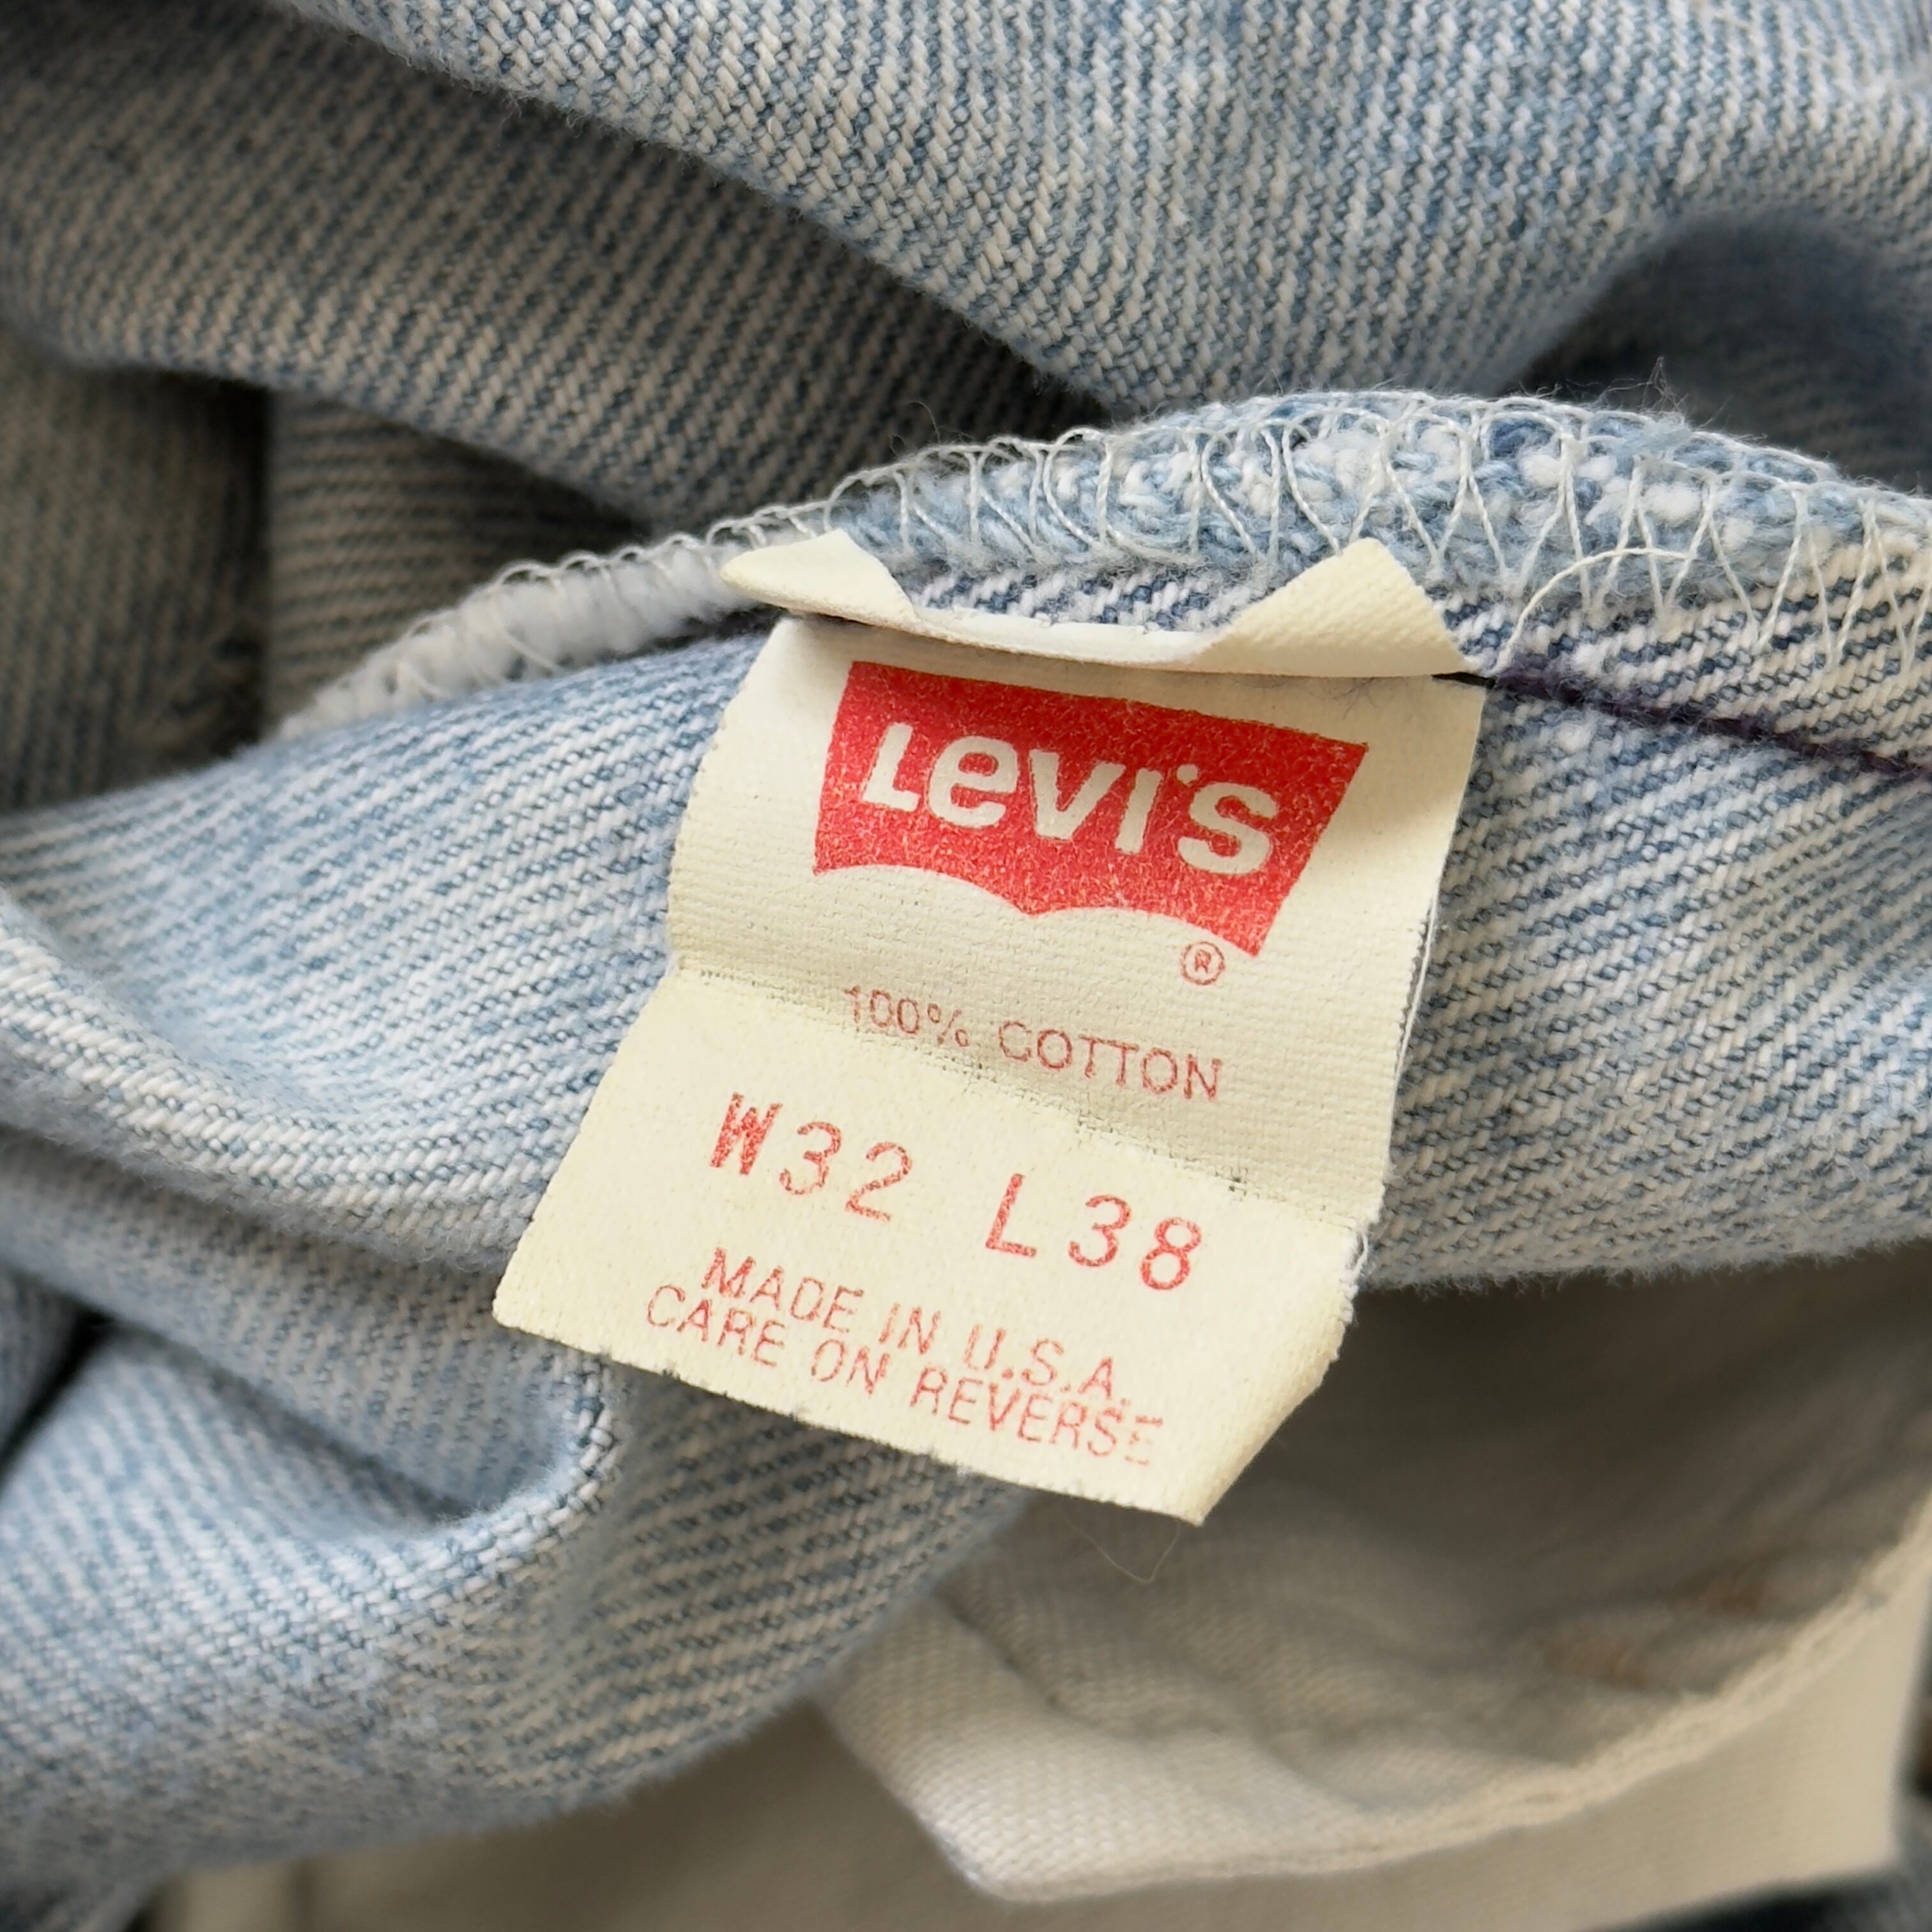 Levi's
®
100% COTTON
W32 L38
MADE IN U.S.A.
CARE ON REVERSE